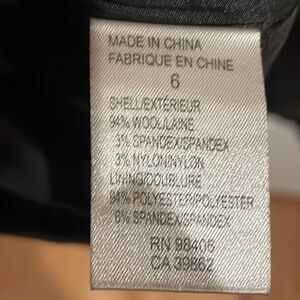 MADE IN CHINA
FABRIQUE EN CHINE
6
SHELL/EXTÉRIEUR
94% WOOL/LAINE
3% SPANDEX/SPANDEX
3% NYLON/NYLON
LINING/DOUBLURE
94% POLYESTER/POLYESTER
6% SPANDEX/SPANDEX
RN 98406
CA 39862